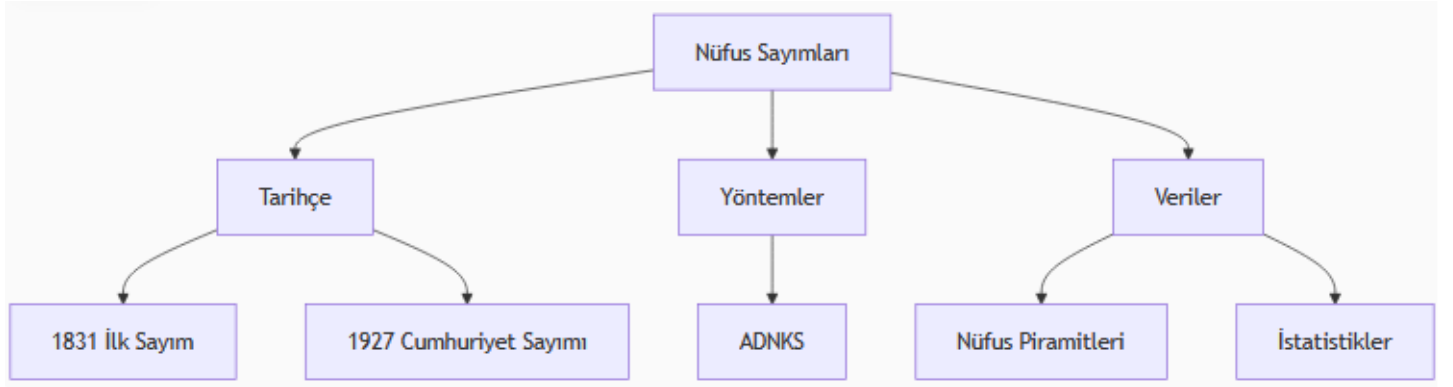 Nüfus Sayımları
Tarihçe
Yöntemler
Veriler
1831 İlk Sayım
1927 Cumhuriyet Sayımı
ADNKS
Nüfus Piramitleri
İstatistikler